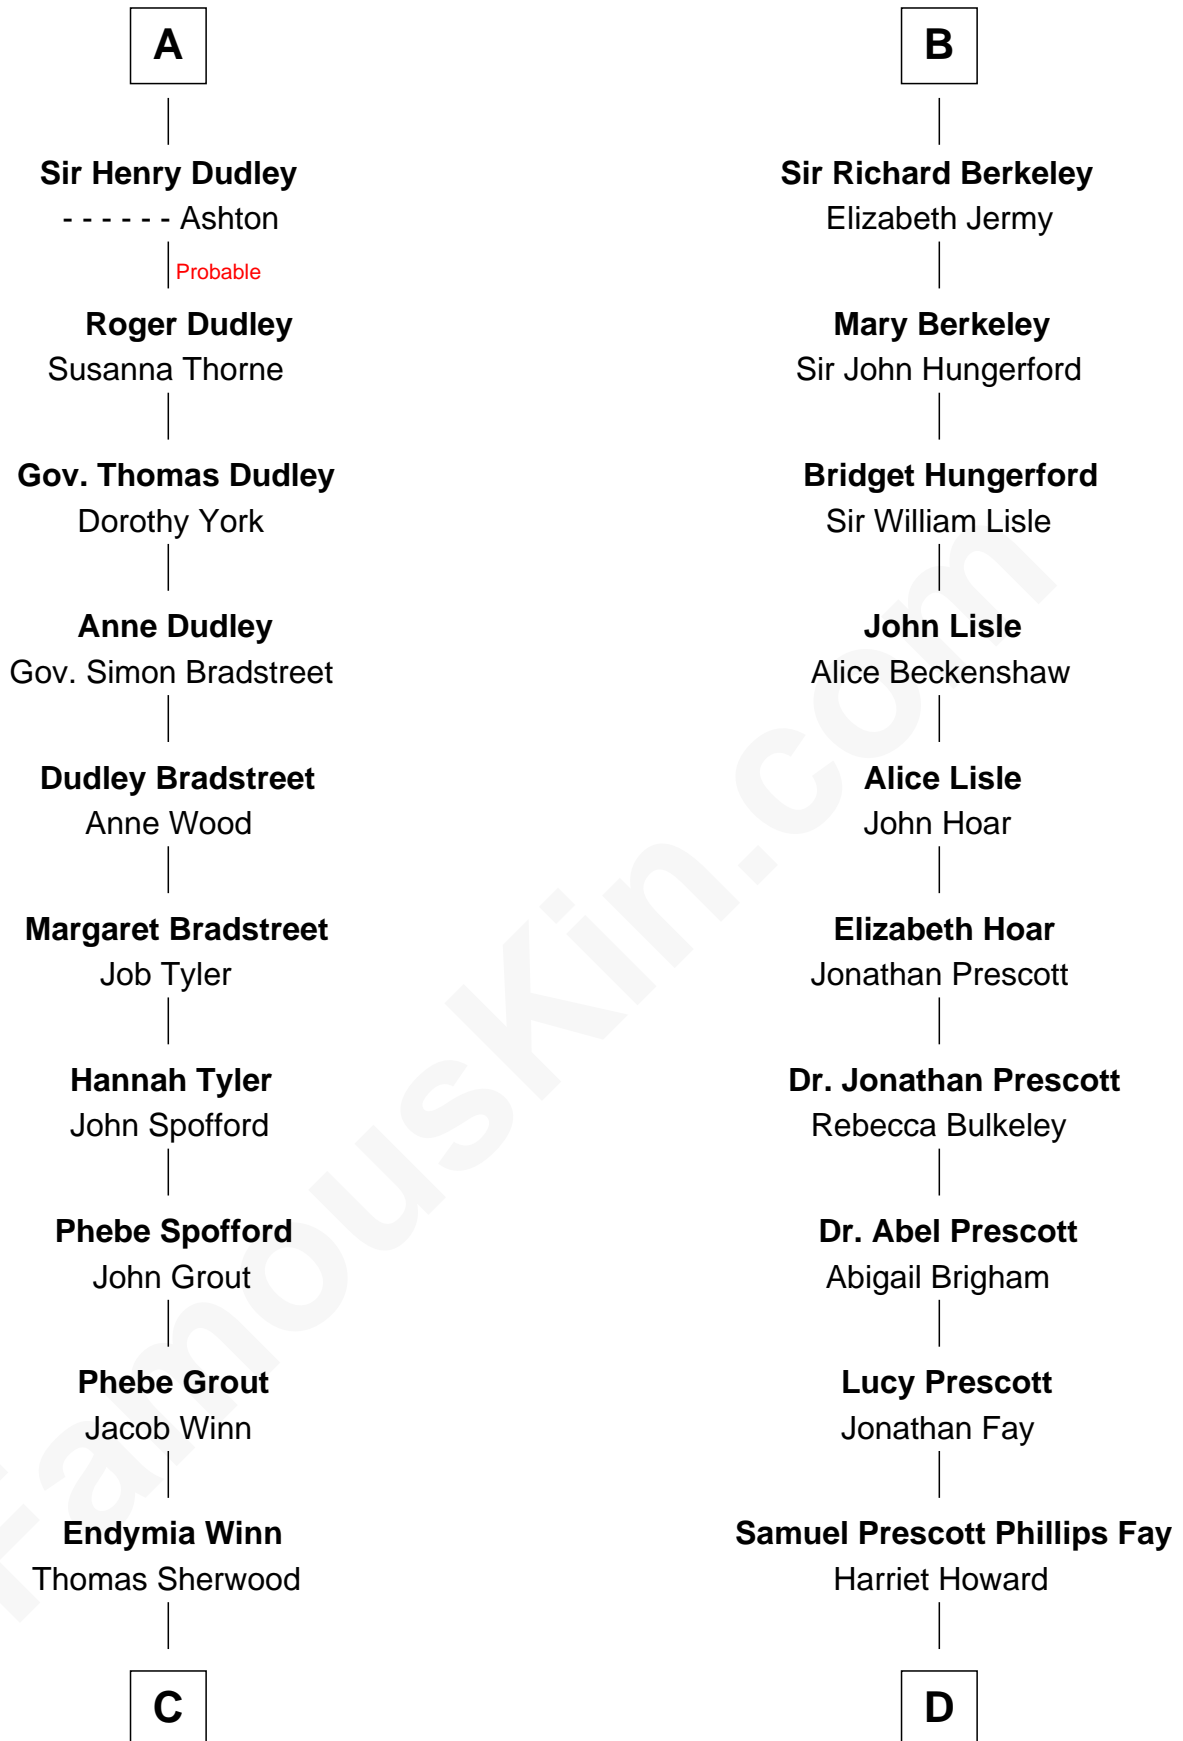 A
Sir Henry Dudley
- - - - - - Ashton
Probable
Roger Dudley
Susanna Thorne
Gov. Thomas Dudley
Dorothy York
Anne Dudley
Gov. Simon Bradstreet
Dudley Bradstreet
Anne Wood
Margaret Bradstreet
Job Tyler
Hannah Tyler
John Spofford
Phebe Spofford
John Grout
Phebe Grout
Jacob Winn
Endymia Winn
Thomas Sherwood
C
B
Sir Richard Berkeley
Elizabeth Jermy
Mary Berkeley
Sir John Hungerford
Bridget Hungerford
Sir William Lisle
John Lisle
Alice Beckenshaw
Alice Lisle
John Hoar
Elizabeth Hoar
Jonathan Prescott
Dr. Jonathan Prescott
Rebecca Bulkeley
Dr. Abel Prescott
Abigail Brigham
Lucy Prescott
Jonathan Fay
Samuel Prescott Phillips Fay
Harriet Howard
D
FamousKin.com